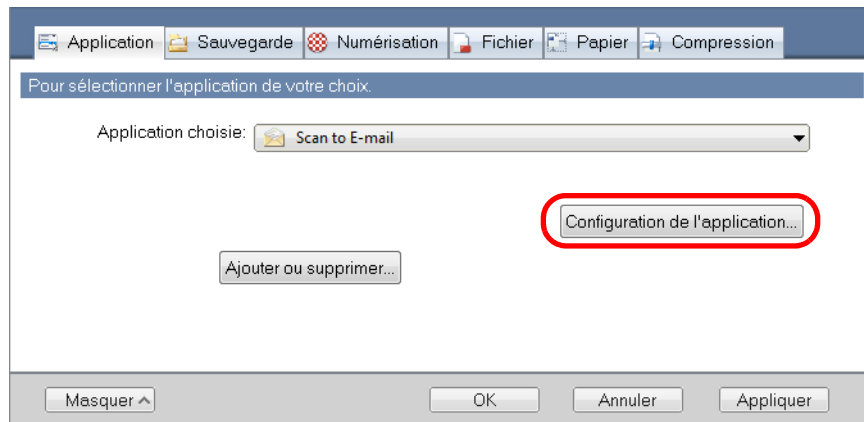 Application Sauvegarde Numérisation Fichier Papier Compression
Pour sélectionner l'application de votre choix.
Application choisie: Scan to E-mail
Configuration de l'application...
Ajouter ou supprimer...
Masquer OK Annuler Appliquer